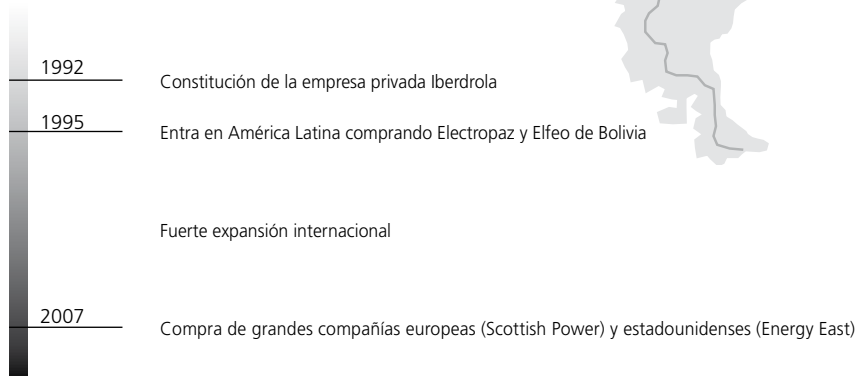 1992
Constitución de la empresa privada Iberdrola
1995
Entra en América Latina comprando Electropaz y Elfeo de Bolivia
Fuerte expansión internacional
2007
Compra de grandes compañías europeas (Scottish Power) y estadounidenses (Energy East)